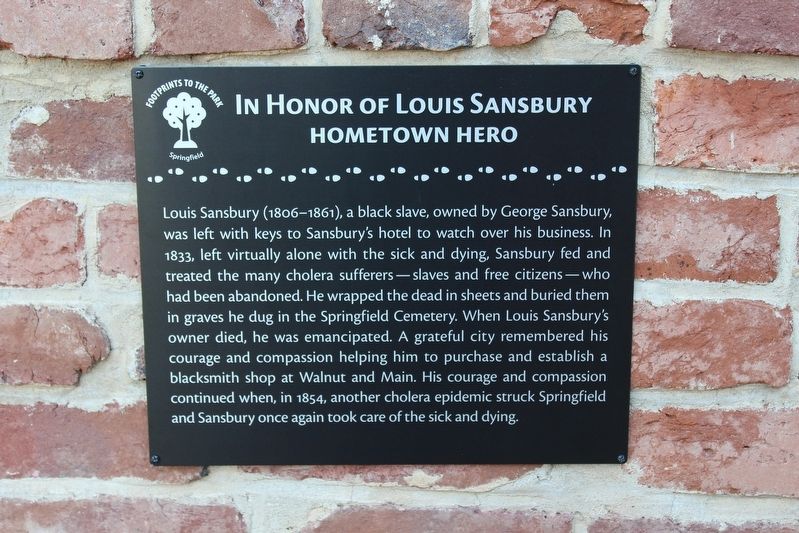 FOOTPRINTS TO THE PARK
Springfield
IN HONOR OF LOUIS SANSBURY
HOMETOWN HERO
Louis Sansbury (1806–1861), a black slave, owned by George Sansbury,
was left with keys to Sansbury's hotel to watch over his business. In
1833, left virtually alone with the sick and dying, Sansbury fed and
treated the many cholera sufferers — slaves and free citizens — who
had been abandoned. He wrapped the dead in sheets and buried them
in graves he dug in the Springfield Cemetery. When Louis Sansbury's
owner died, he was emancipated. A grateful city remembered his
courage and compassion helping him to purchase and establish a
blacksmith shop at Walnut and Main. His courage and compassion
continued when, in 1854, another cholera epidemic struck Springfield
and Sansbury once again took care of the sick and dying.